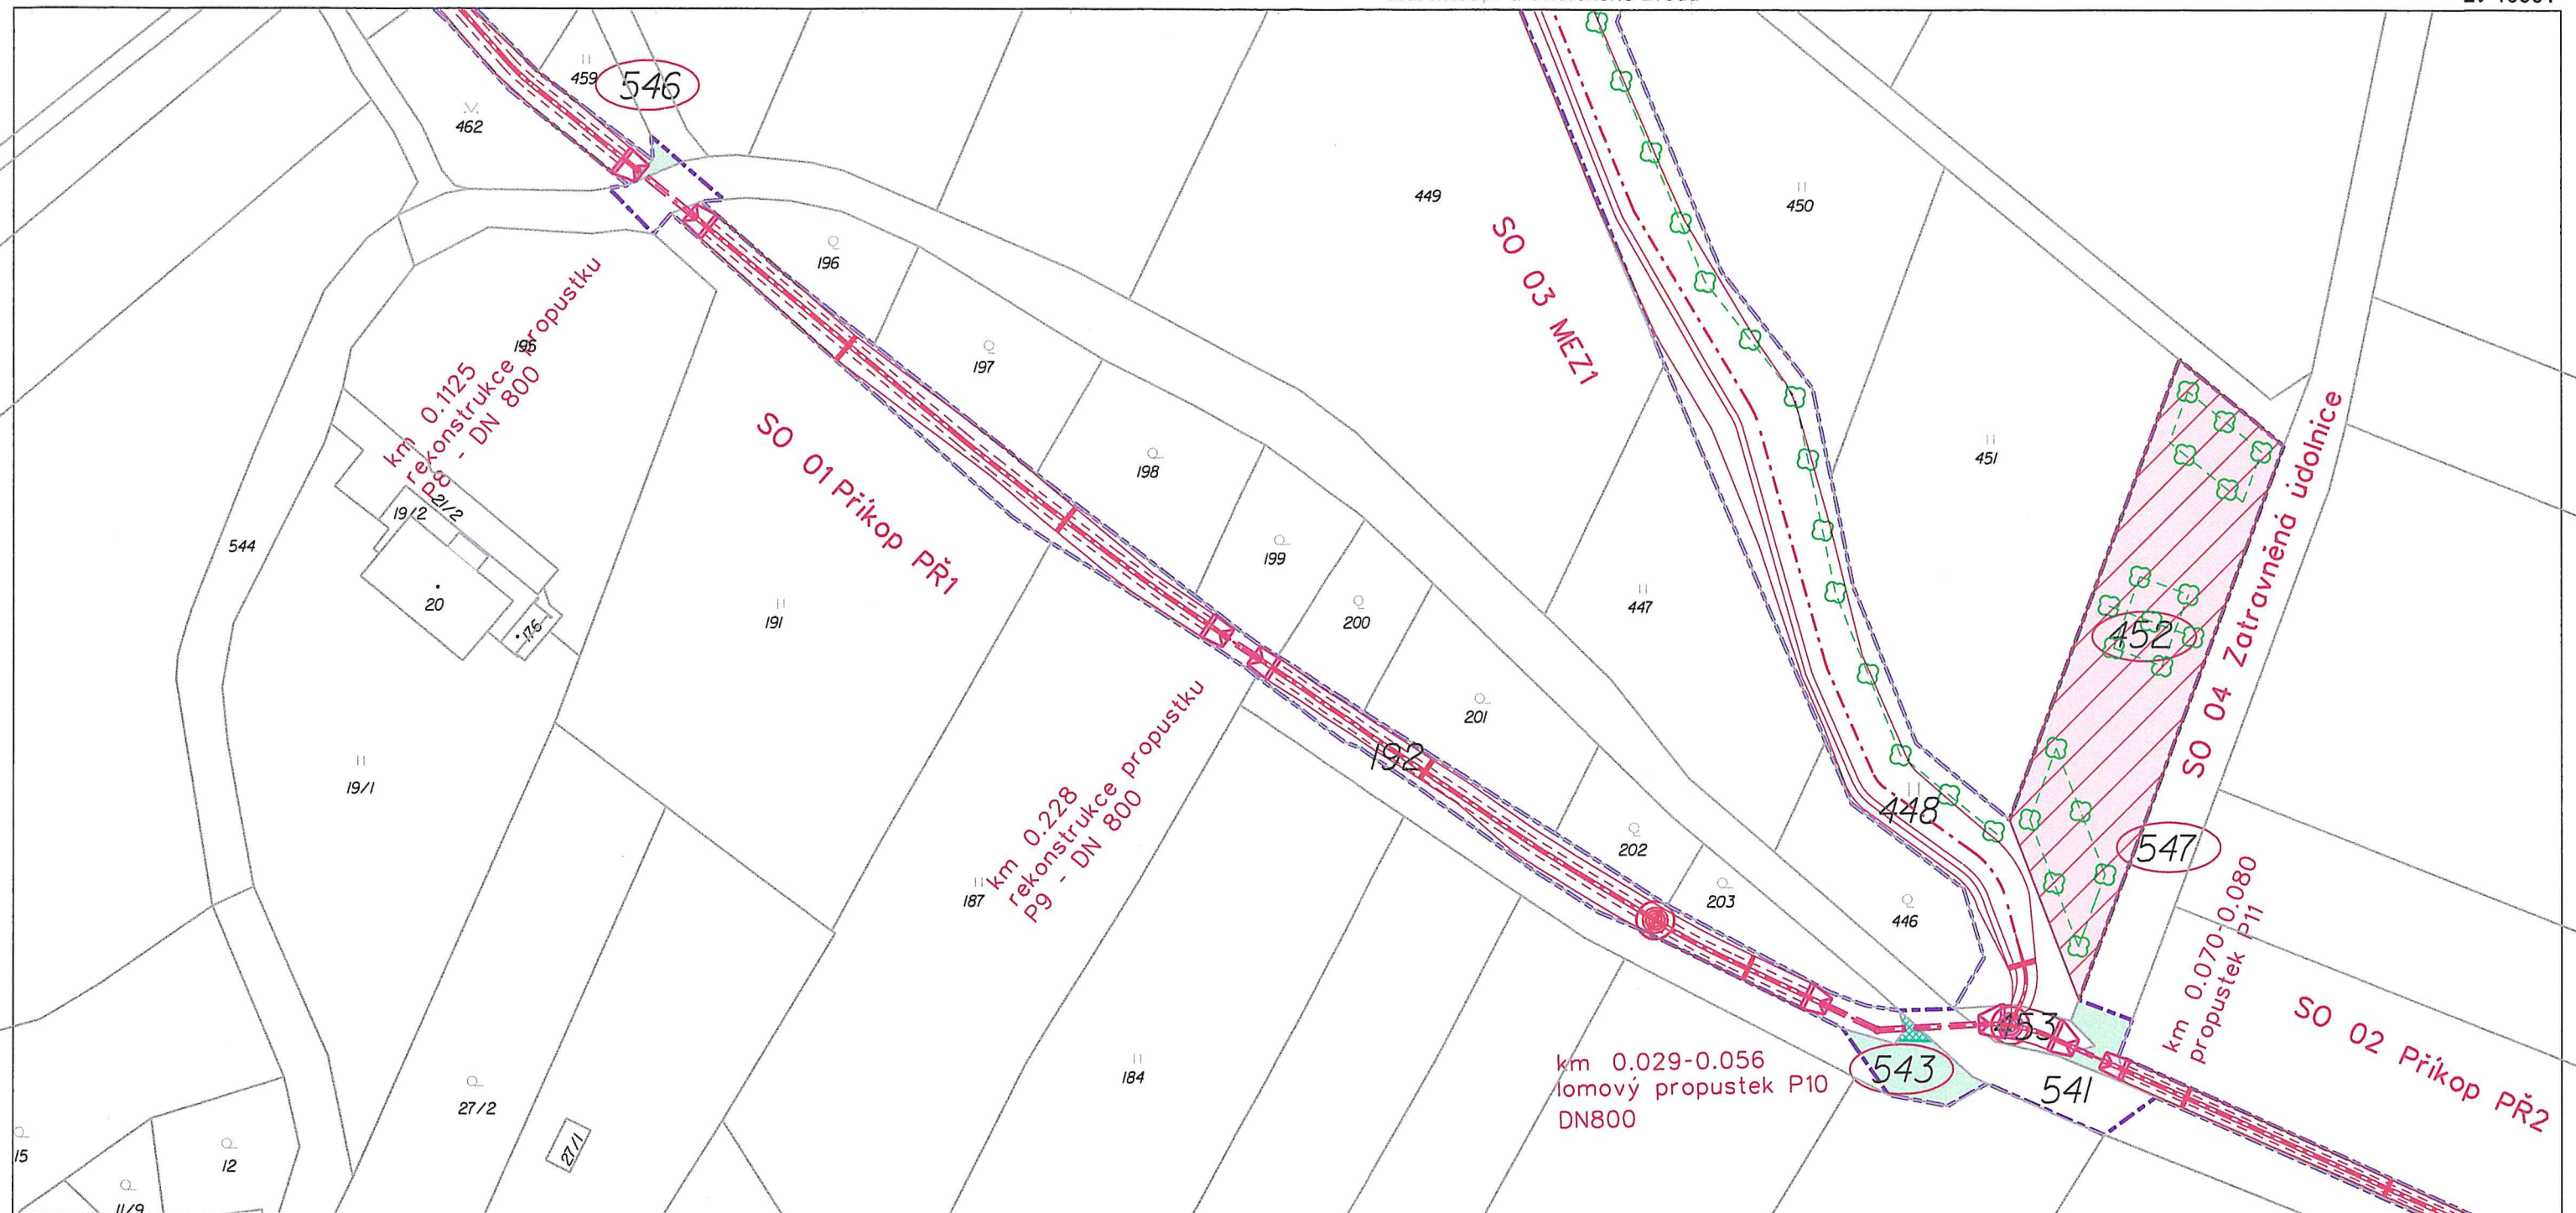 459
546
462
449
450
196
SO 03 MEZ1
195
197
km 0.1125
rekonstrukce propustku
P8 - DN 800
SO 01 Příkop PŘ1
198
451
SO 04 Zatravněná údolnice
19/2
21/2
544
199
20
176
191
200
447
452
201
192
19/1
km 0.228
rekonstrukce propustku
P9 - DN 800
448
202
547
187
203
446
km 0.070-0.080
propustek P11
453
SO 02 Příkop PŘ2
184
km 0.029-0.056
lomový propustek P10
DN800
543
541
27/2
27/1
15
12
11/9